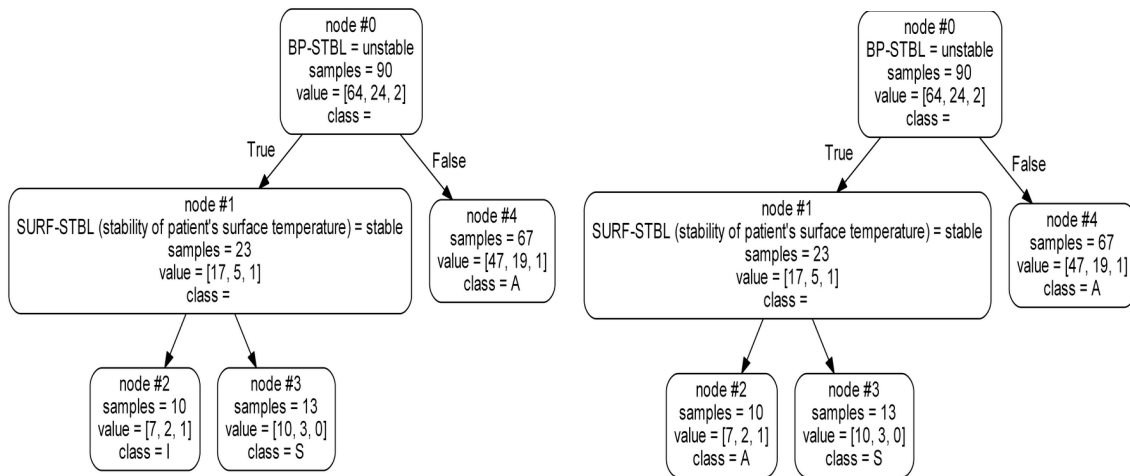 node #0
BP-STBL = unstable
samples = 90
value = [64, 24, 2]
class =
True
False
node #1
SURF-STBL (stability of patient's surface temperature) = stable
samples = 23
value = [17, 5, 1]
class =
node #4
samples = 67
value = [47, 19, 1]
class = A
node #2
samples = 10
value = [7, 2, 1]
class = I
node #3
samples = 13
value = [10, 3, 0]
class = S
node #0
BP-STBL = unstable
samples = 90
value = [64, 24, 2]
class =
True
False
node #1
SURF-STBL (stability of patient's surface temperature) = stable
samples = 23
value = [17, 5, 1]
class =
node #4
samples = 67
value = [47, 19, 1]
class = A
node #2
samples = 10
value = [7, 2, 1]
class = A
node #3
samples = 13
value = [10, 3, 0]
class = S